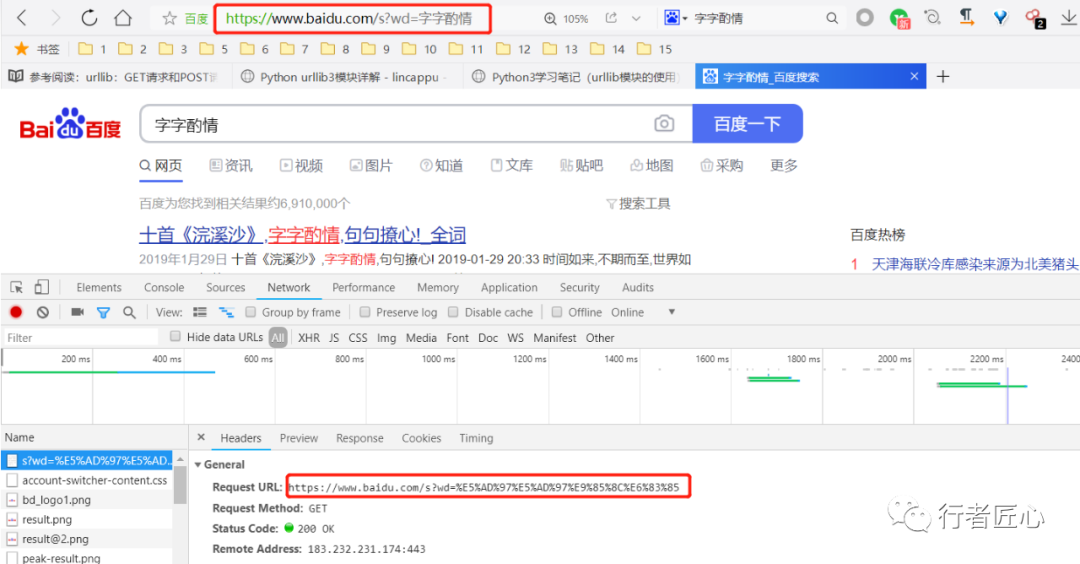 百度 https://www.baidu.com/s?wd=字字酌情 105% 字字酌情 新 2
书签 1 2 3 4 5 6 7 8 9 10 11 12 13 14 15
参考阅读：urllib：GET请求和POST请 Python urllib3模块详解 - lincappu - Python3学习笔记（urllib模块的使用 字字酌情_百度搜索
Bai du 百度 字字酌情 百度一下
网页 资讯 视频 图片 知道 文库 贴吧 地图 采购 更多
百度为您找到相关结果约6,910,000个 搜索工具
十首《浣溪沙》,字字酌情,句句撩心!_全词 百度热榜
2019年1月29日 十首《浣溪沙》,字字酌情,句句撩心! 2019-01-29 20:33 时间如来,不期而至,世界如 1 天津海联冷库感染来源为北美猪头
Elements Console Sources Network Performance Memory Application Security Audits
View: Group by frame Preserve log Disable cache Offline Online
Filter Hide data URLs All XHR JS CSS Img Media Font Doc WS Manifest Other
200 ms 400 ms 600 ms 800 ms 1000 ms 1200 ms 1400 ms 1600 ms 1800 ms 2000 ms 2200 ms 2400
Name × Headers Preview Response Cookies Timing
s?wd=%E5%AD%97%E5%AD... General
account-switcher-content.css Request URL: https://www.baidu.com/s?wd=%E5%AD%97%E5%AD%97%E9%85%8C%E6%83%85
bd_logo1.png Request Method: GET
result.png Status Code: 200 OK
result@2.png Remote Address: 183.232.231.174:443
peak-result.png
行者匠心